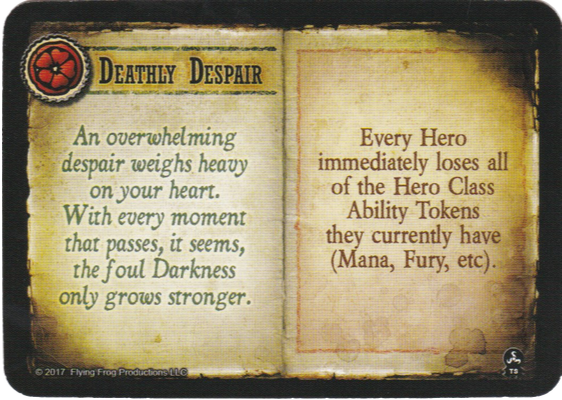 DEATHLY DESPAIR
An overwhelming
despair weighs heavy
on your heart.
With every moment
that passes, it seems,
the foul Darkness
only grows stronger.
Every Hero
immediately loses all
of the Hero Class
Ability Tokens
they currently have
(Mana, Fury, etc).
© 2017 Flying Frog Productions LLC
TS